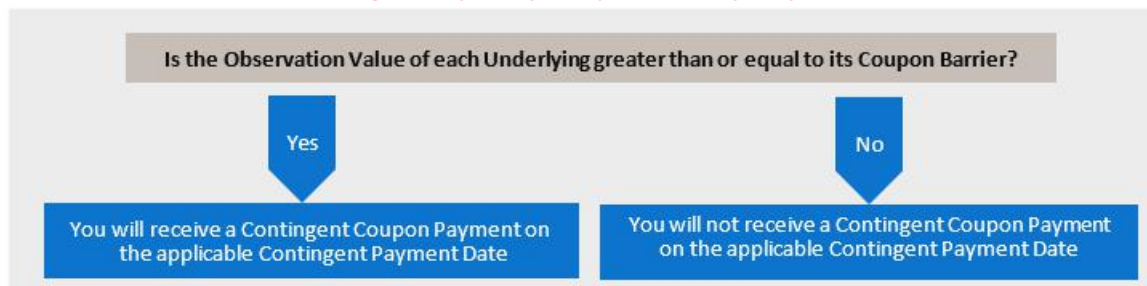 Is the Observation Value of each Underlying greater than or equal to its Coupon Barrier?
Yes
No
You will receive a Contingent Coupon Payment on
the applicable Contingent Payment Date
You will not receive a Contingent Coupon Payment
on the applicable Contingent Payment Date